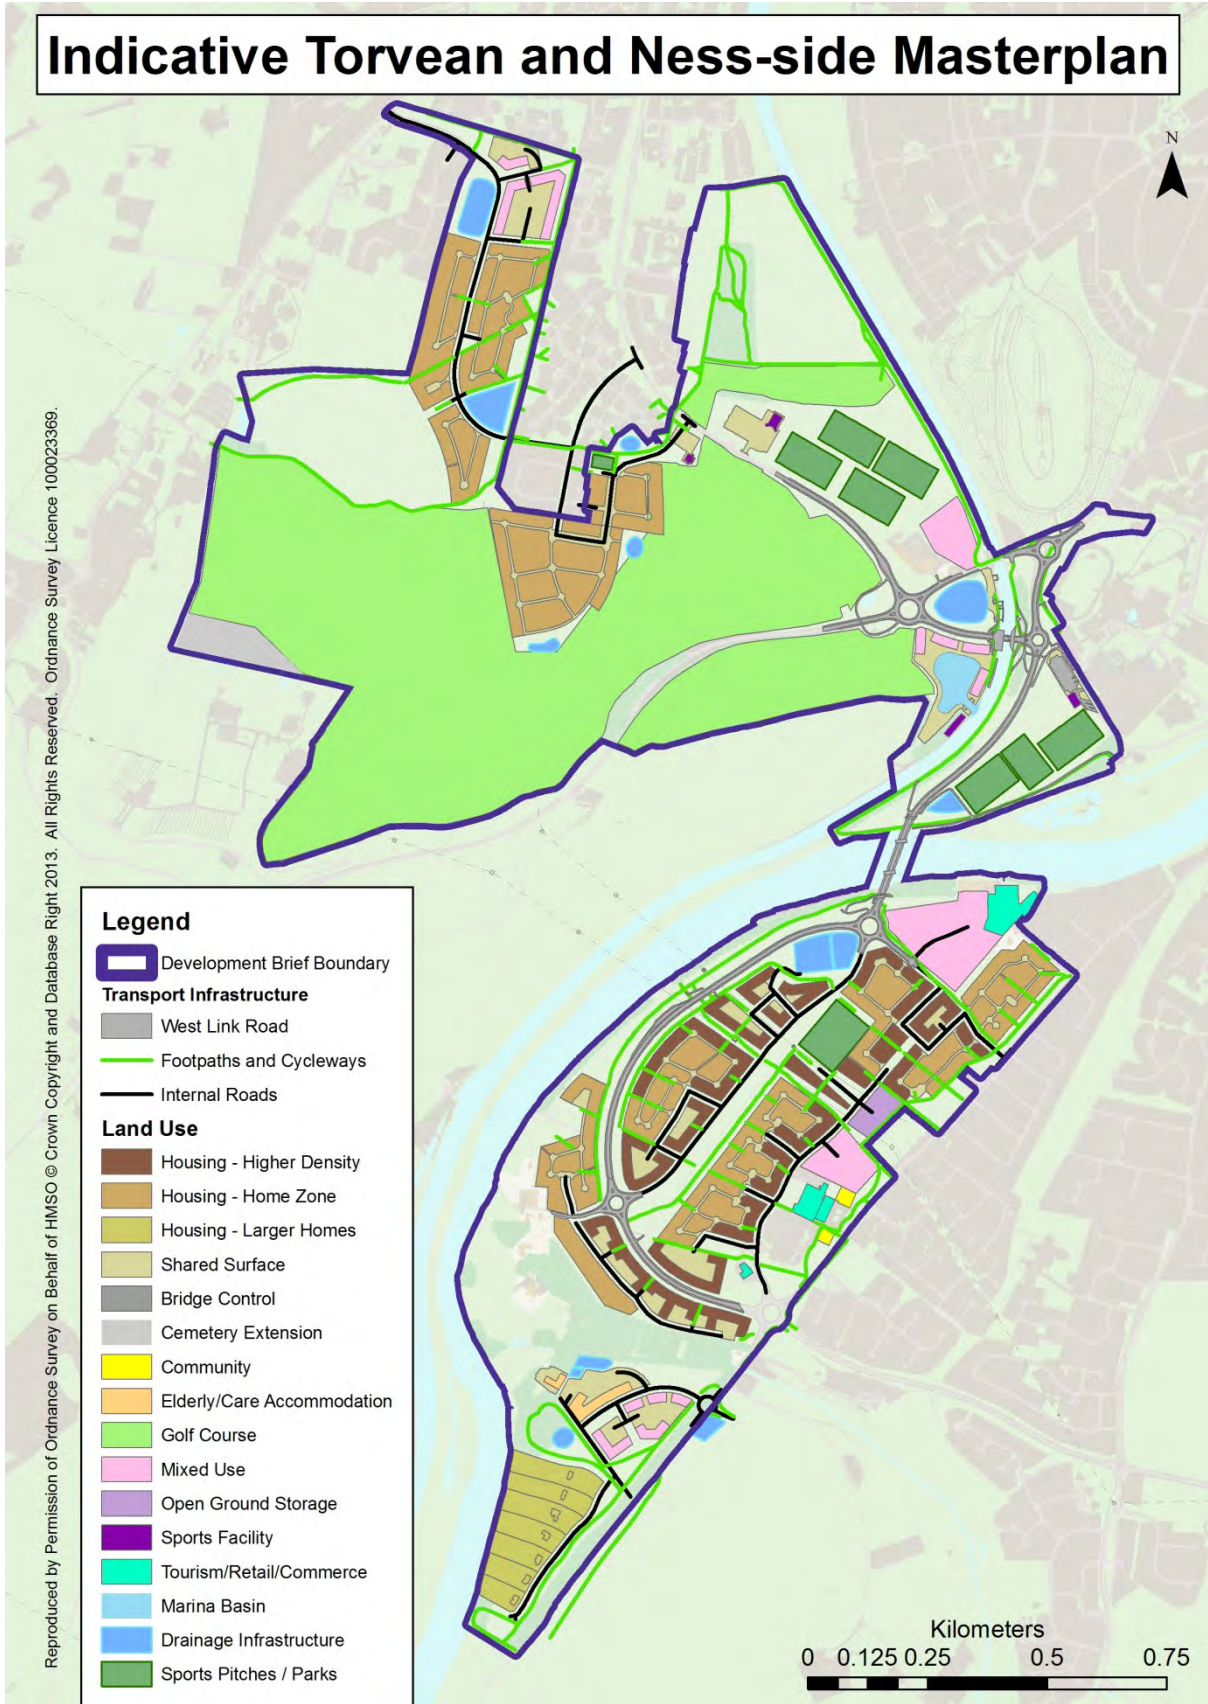 Indicative Torvean and Ness-side Masterplan
N
Reproduced by Permission of Ordnance Survey on Behalf of HMSO © Crown Copyright and Database Right 2013. All Rights Reserved. Ordnance Survey Licence 100023369.
Legend
Development Brief Boundary
Transport Infrastructure
West Link Road
Footpaths and Cycleways
Internal Roads
Land Use
Housing - Higher Density
Housing - Home Zone
Housing - Larger Homes
Shared Surface
Bridge Control
Cemetery Extension
Community
Elderly/Care Accommodation
Golf Course
Mixed Use
Open Ground Storage
Sports Facility
Tourism/Retail/Commerce
Marina Basin
Drainage Infrastructure
Sports Pitches / Parks
Kilometers
0 0.125 0.25 0.5 0.75